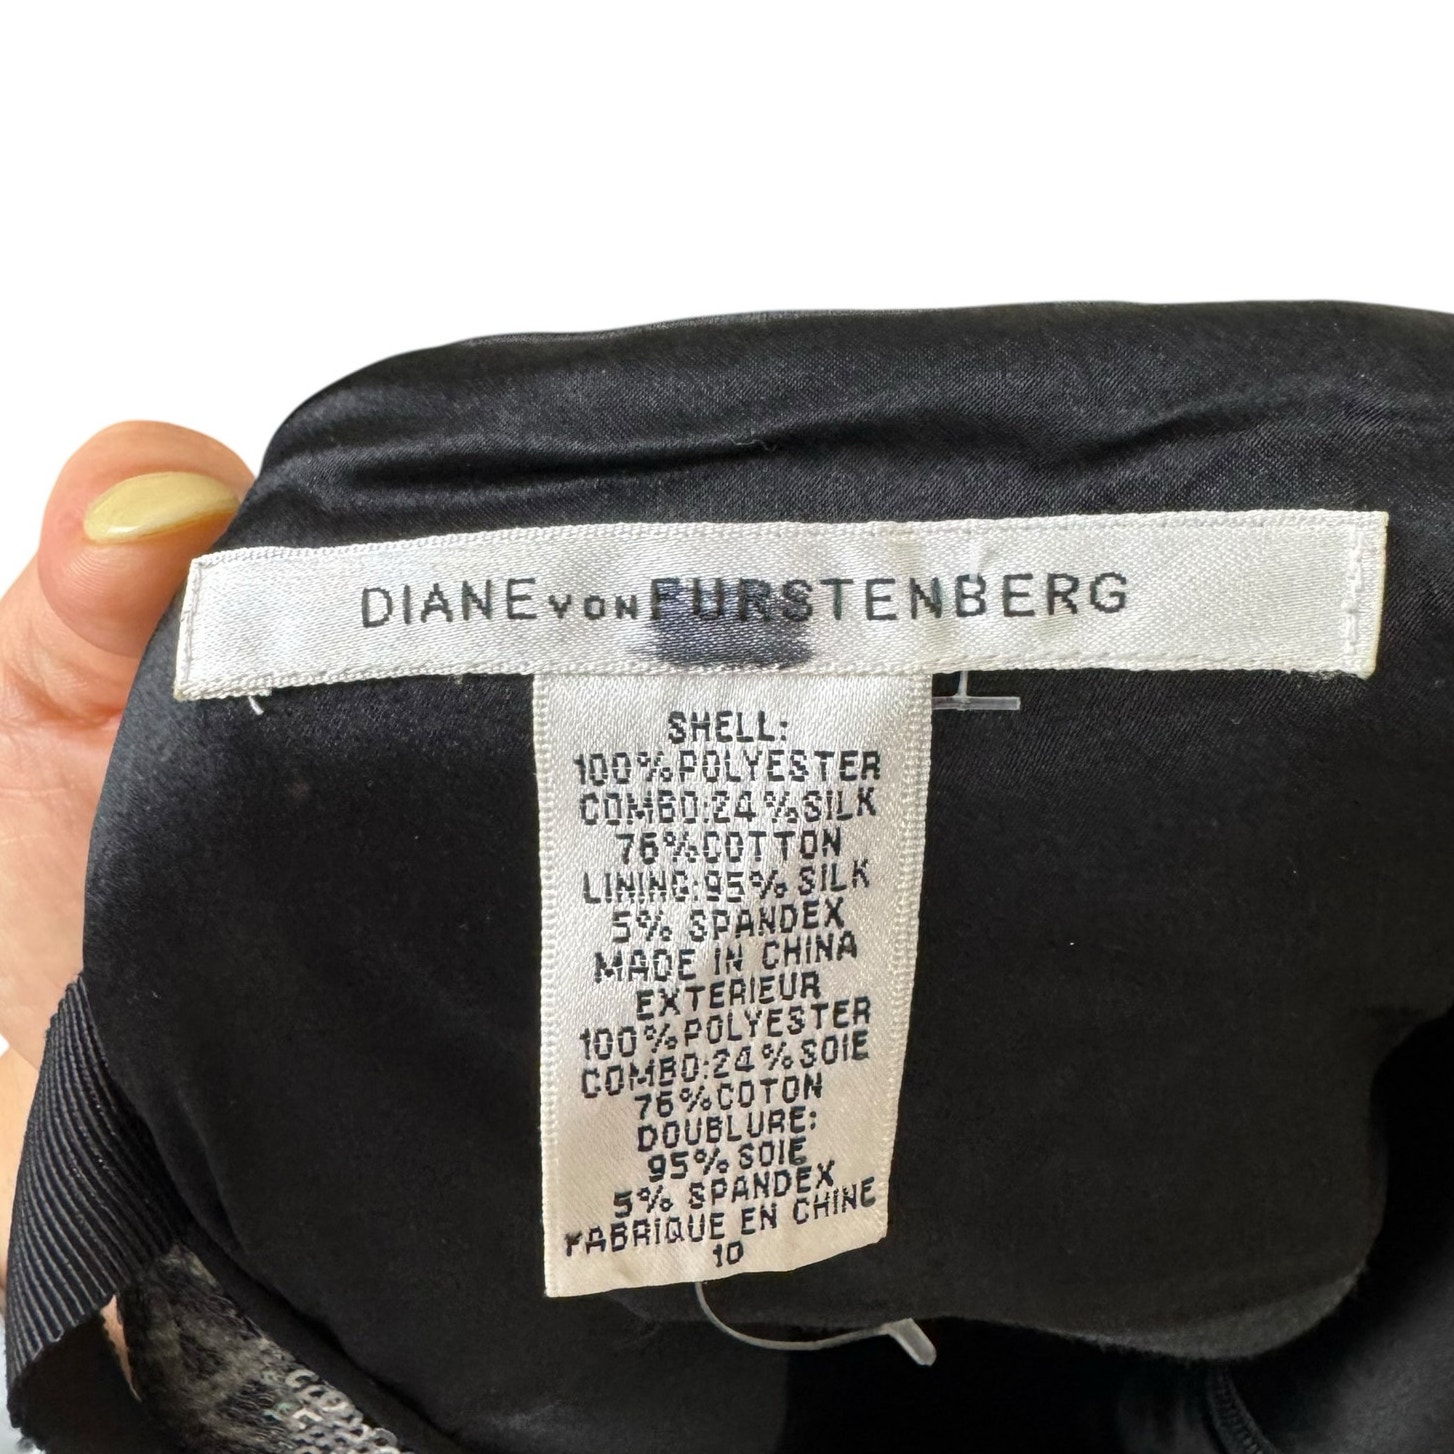 DIANE VON FURSTENBERG
SHELL:
100% POLYESTER
COMBO:24% SILK
76% COTTON
LINING:95% SILK
5% SPANDEX
MADE IN CHINA
EXTERIEUR
100% POLYESTER
COMBO:24% SOIE
76% COTON
DOUBLURE:
95% SOIE
5% SPANDEX
FABRIQUE EN CHINE
10